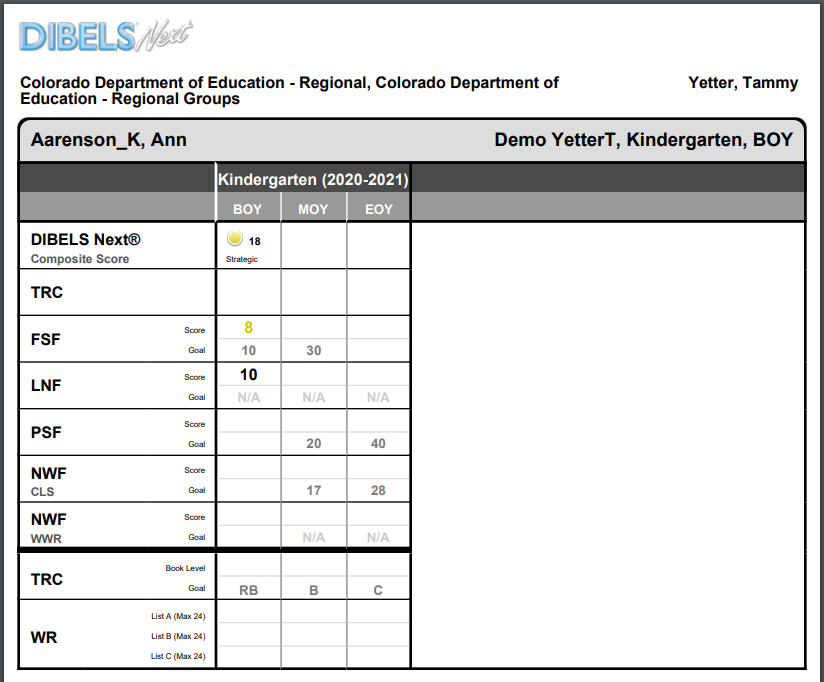 DIBELS Next
Colorado Department of Education - Regional, Colorado Department of
Education - Regional Groups
Yetter, Tammy
Aarenson_K, Ann
Demo YetterT, Kindergarten, BOY
Kindergarten (2020-2021)
BOY MOY EOY
DIBELS Next® 18
Composite Score Strategic
TRC
FSF
Score 8
Goal 10 30
LNF
Score 10
Goal N/A N/A N/A
PSF
Score
Goal 20 40
NWF
CLS
Score
Goal 17 28
NWF
WWR
Score
Goal N/A N/A
TRC
Book Level
Goal RB B C
WR
List A (Max 24)
List B (Max 24)
List C (Max 24)